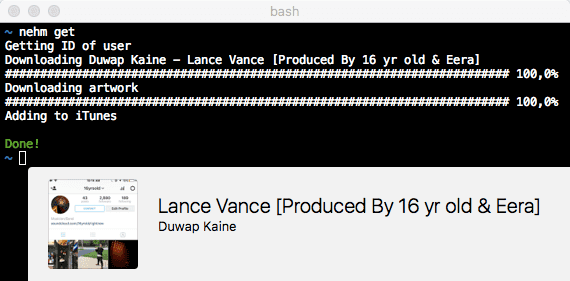 bash
~ nehm get
Getting ID of user
Downloading Duwap Kaine - Lance Vance [Produced By 16 yr old & Eera]
######################################################################## 100,0%
Downloading artwork
######################################################################## 100,0%
Adding to iTunes
Done!
~
Edit Profile
Lance Vance [Produced By 16 yr old & Eera]
Duwap Kaine